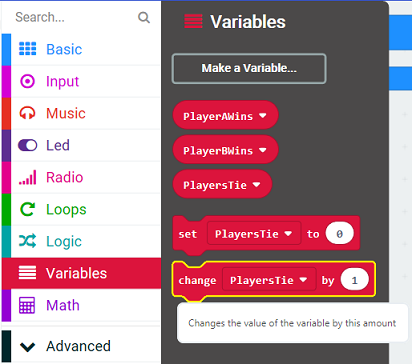 Search...
Basic
Input
Music
Led
Radio
Loops
Logic
Variables
Math
Advanced
Variables
Make a Variable...
PlayerAWins
PlayerBWins
PlayersTie
set PlayersTie to 0
change PlayersTie by 1
Changes the value of the variable by this amount